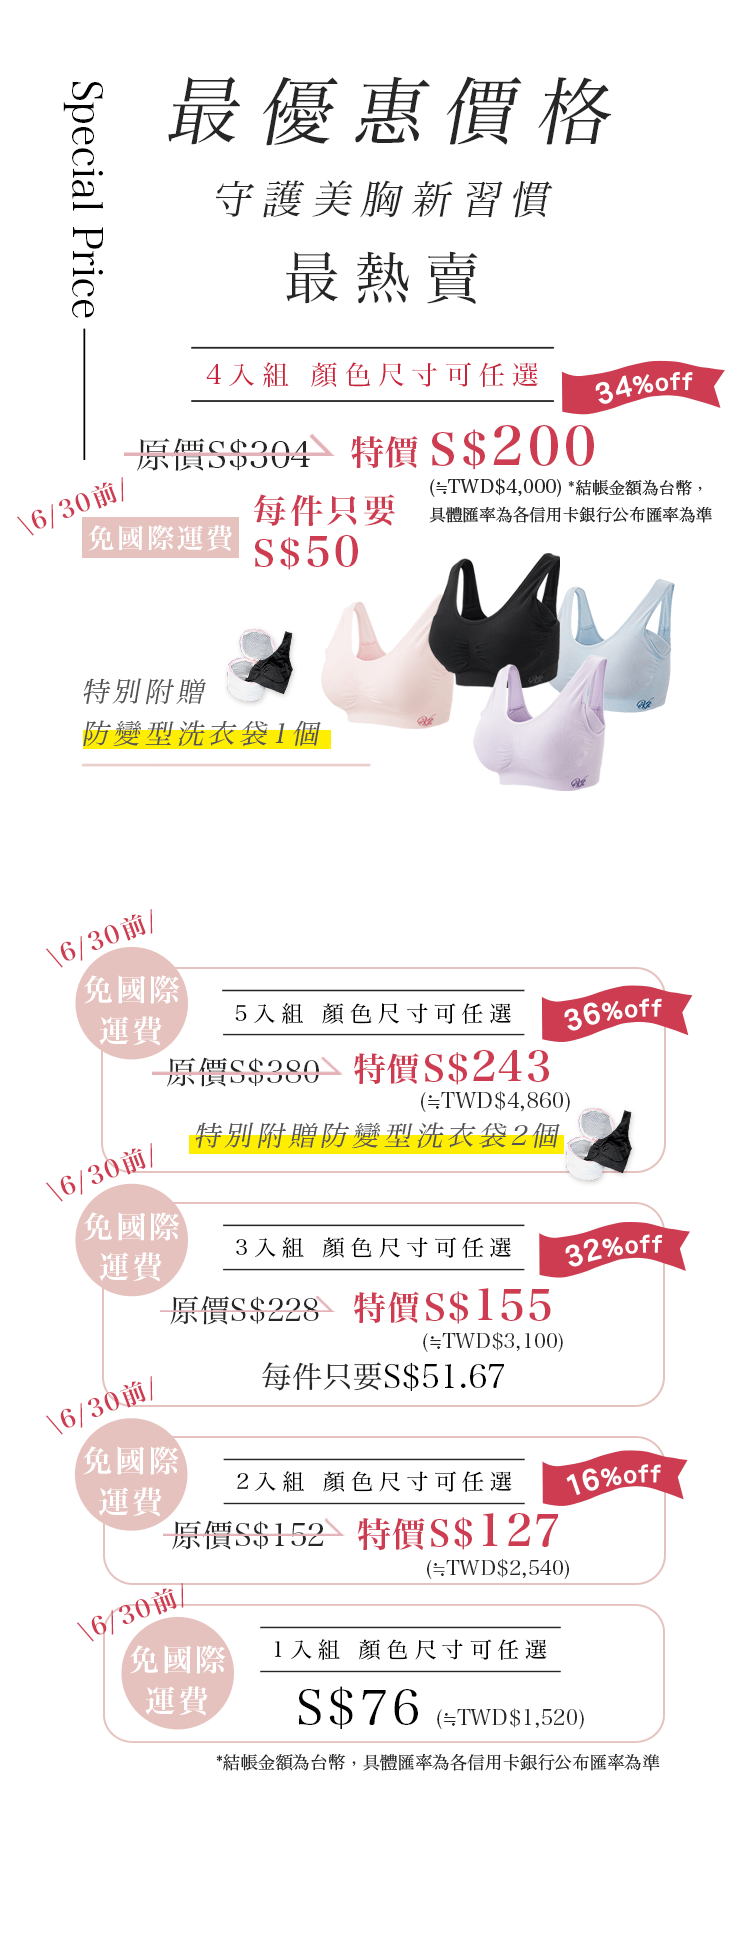 Special Price
最優惠價格
守護美胸新習慣
最熱賣
4入組 顏色尺寸可任選
34%off
原價S$304 特價S$200
(≒TWD$4,000) *結帳金額為台幣，
具體匯率為各信用卡銀行公布匯率為準
\6/30前/
免國際運費
每件只要
S$50
特別附贈
防變型洗衣袋1個
\6/30前/
免國際
運費
5入組 顏色尺寸可任選
36%off
原價S$380 特價S$243
(≒TWD$4,860)
特別附贈防變型洗衣袋2個
\6/30前/
免國際
運費
3入組 顏色尺寸可任選
32%off
原價S$228 特價S$155
(≒TWD$3,100)
每件只要S$51.67
\6/30前/
免國際
運費
2入組 顏色尺寸可任選
16%off
原價S$152 特價S$127
(≒TWD$2,540)
\6/30前/
免國際
運費
1入組 顏色尺寸可任選
S$76 (≒TWD$1,520)
*結帳金額為台幣，具體匯率為各信用卡銀行公布匯率為準